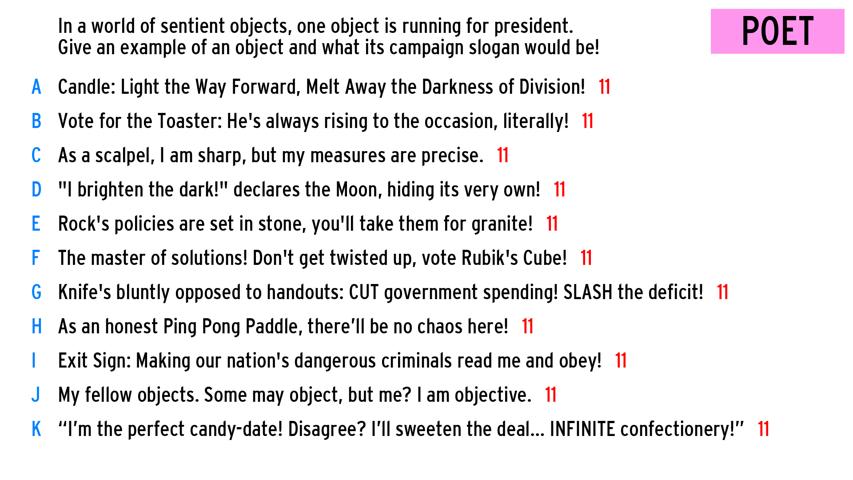 In a world of sentient objects, one object is running for president.
Give an example of an object and what its campaign slogan would be!
POET
A Candle: Light the Way Forward, Melt Away the Darkness of Division! 11
B Vote for the Toaster: He's always rising to the occasion, literally! 11
C As a scalpel, I am sharp, but my measures are precise. 11
D "I brighten the dark!" declares the Moon, hiding its very own! 11
E Rock's policies are set in stone, you'll take them for granite! 11
F The master of solutions! Don't get twisted up, vote Rubik's Cube! 11
G Knife's bluntly opposed to handouts: CUT government spending! SLASH the deficit! 11
H As an honest Ping Pong Paddle, there’ll be no chaos here! 11
I Exit Sign: Making our nation's dangerous criminals read me and obey! 11
J My fellow objects. Some may object, but me? I am objective. 11
K “I’m the perfect candy-date! Disagree? I’ll sweeten the deal... INFINITE confectionery!” 11